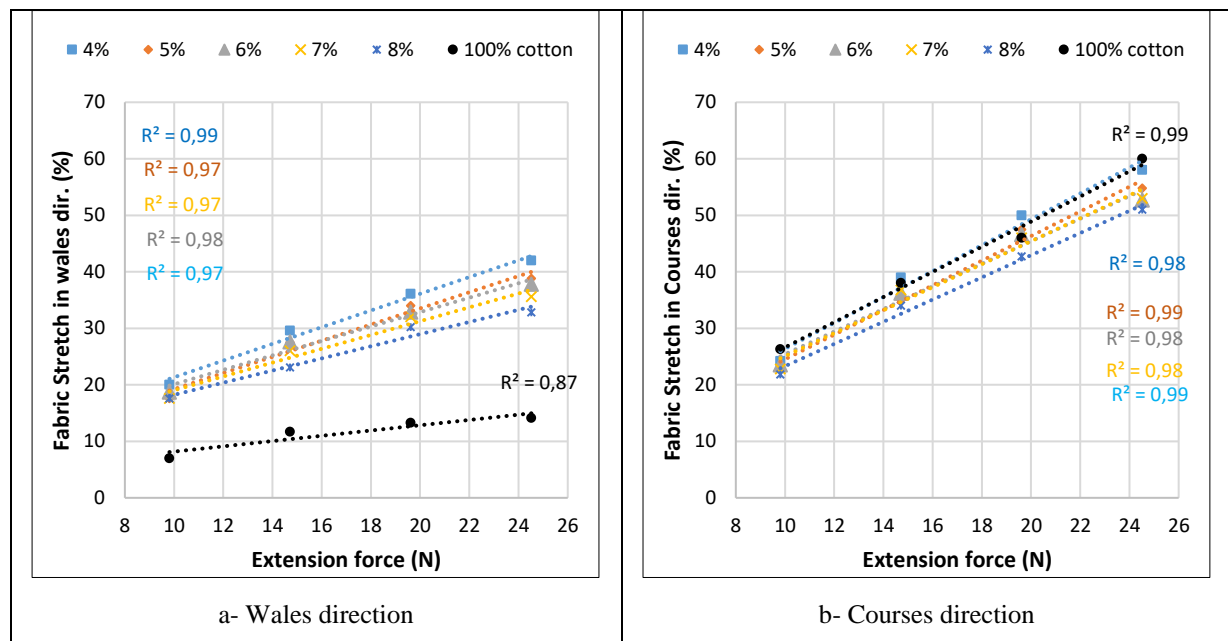 4% 5% 6% 7% 8% 100% cotton
Fabric Stretch in wales dir. (%)
70
60
50
40
30
20
10
0
R² = 0,99
R² = 0,97
R² = 0,97
R² = 0,98
R² = 0,97
R² = 0,87
8 10 12 14 16 18 20 22 24 26
Extension force (N)
a- Wales direction
4% 5% 6% 7% 8% 100% cotton
Fabric Stretch in Courses dir. (%)
70
60
50
40
30
20
10
0
R² = 0,99
R² = 0,98
R² = 0,99
R² = 0,98
R² = 0,98
R² = 0,99
8 10 12 14 16 18 20 22 24 26
Extension force (N)
b- Courses direction